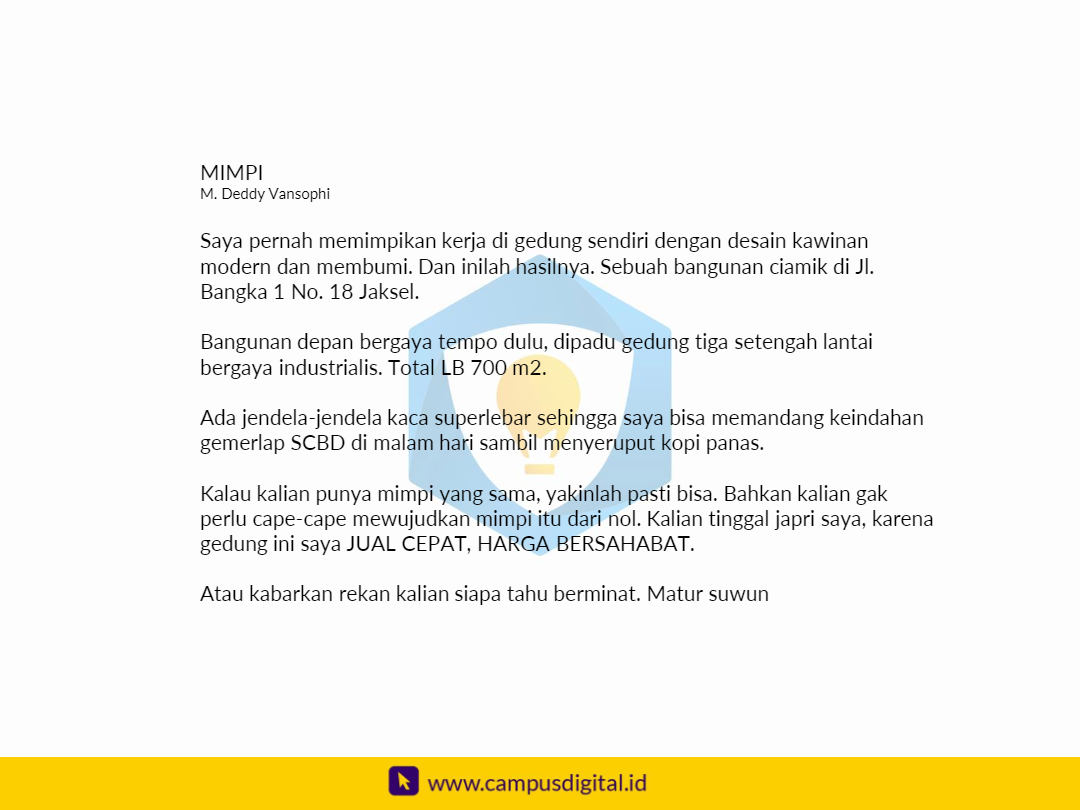 MIMPI
M. Deddy Vansophi
Saya pernah memimpikan kerja di gedung sendiri dengan desain kawinan
modern dan membumi. Dan inilah hasilnya. Sebuah bangunan ciamik di Jl.
Bangka 1 No. 18 Jaksel.
Bangunan depan bergaya tempo dulu, dipadu gedung tiga setengah lantai
bergaya industrialis. Total LB 700 m2.
Ada jendela-jendela kaca superlebar sehingga saya bisa memandang keindahan
gemerlap SCBD di malam hari sambil menyeruput kopi panas.
Kalau kalian punya mimpi yang sama, yakinlah pasti bisa. Bahkan kalian gak
perlu cape-cape mewujudkan mimpi itu dari nol. Kalian tinggal japri saya, karena
gedung ini saya JUAL CEPAT, HARGA BERSAHABAT.
Atau kabarkan rekan kalian siapa tahu berminat. Matur suwun
www.campusdigital.id